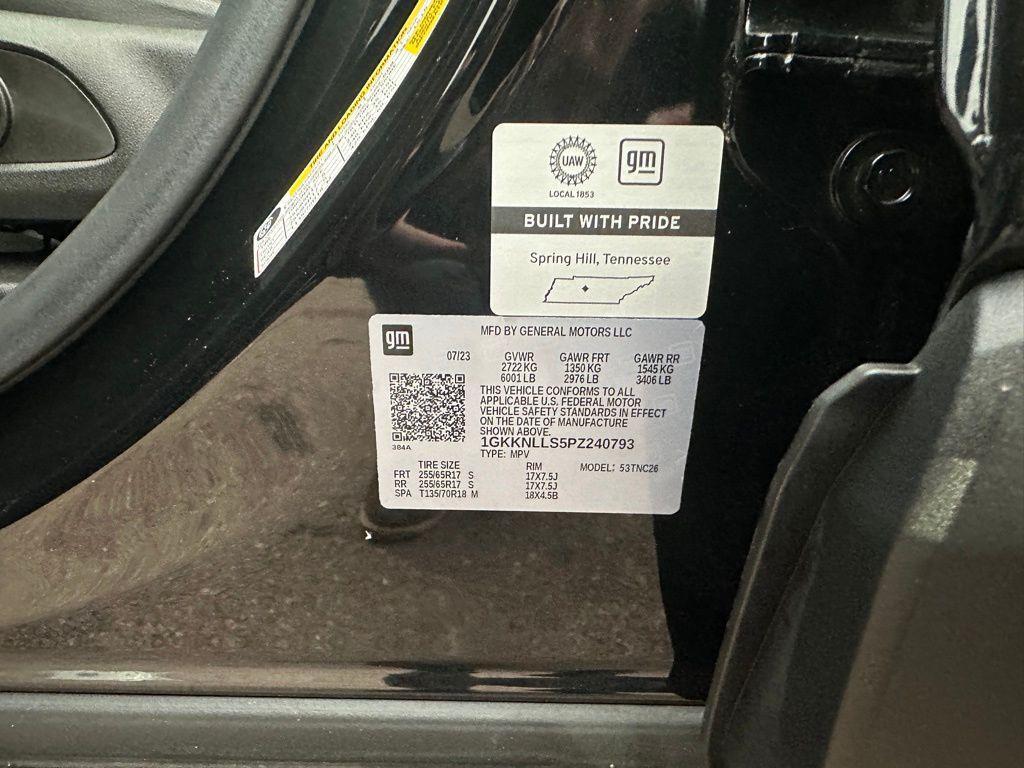 TIRE AND LOADING INFORMATION
UAW
LOCAL 1853
gm
BUILT WITH PRIDE
Spring Hill, Tennessee
gm
MFD BY GENERAL MOTORS LLC
07/23 GVWR GAWR FRT GAWR RR
2722 KG 1350 KG 1545 KG
6001 LB 2976 LB 3406 LB
THIS VEHICLE CONFORMS TO ALL
APPLICABLE U.S. FEDERAL MOTOR
VEHICLE SAFETY STANDARDS IN EFFECT
ON THE DATE OF MANUFACTURE
SHOWN ABOVE.
384A
1GKKNLLS5PZ240793
TYPE: MPV
TIRE SIZE RIM MODEL: 53TNC26
FRT 255/65R17 S 17X7.5J
RR 255/65R17 S 17X7.5J
SPA T135/70R18 M 18X4.5B